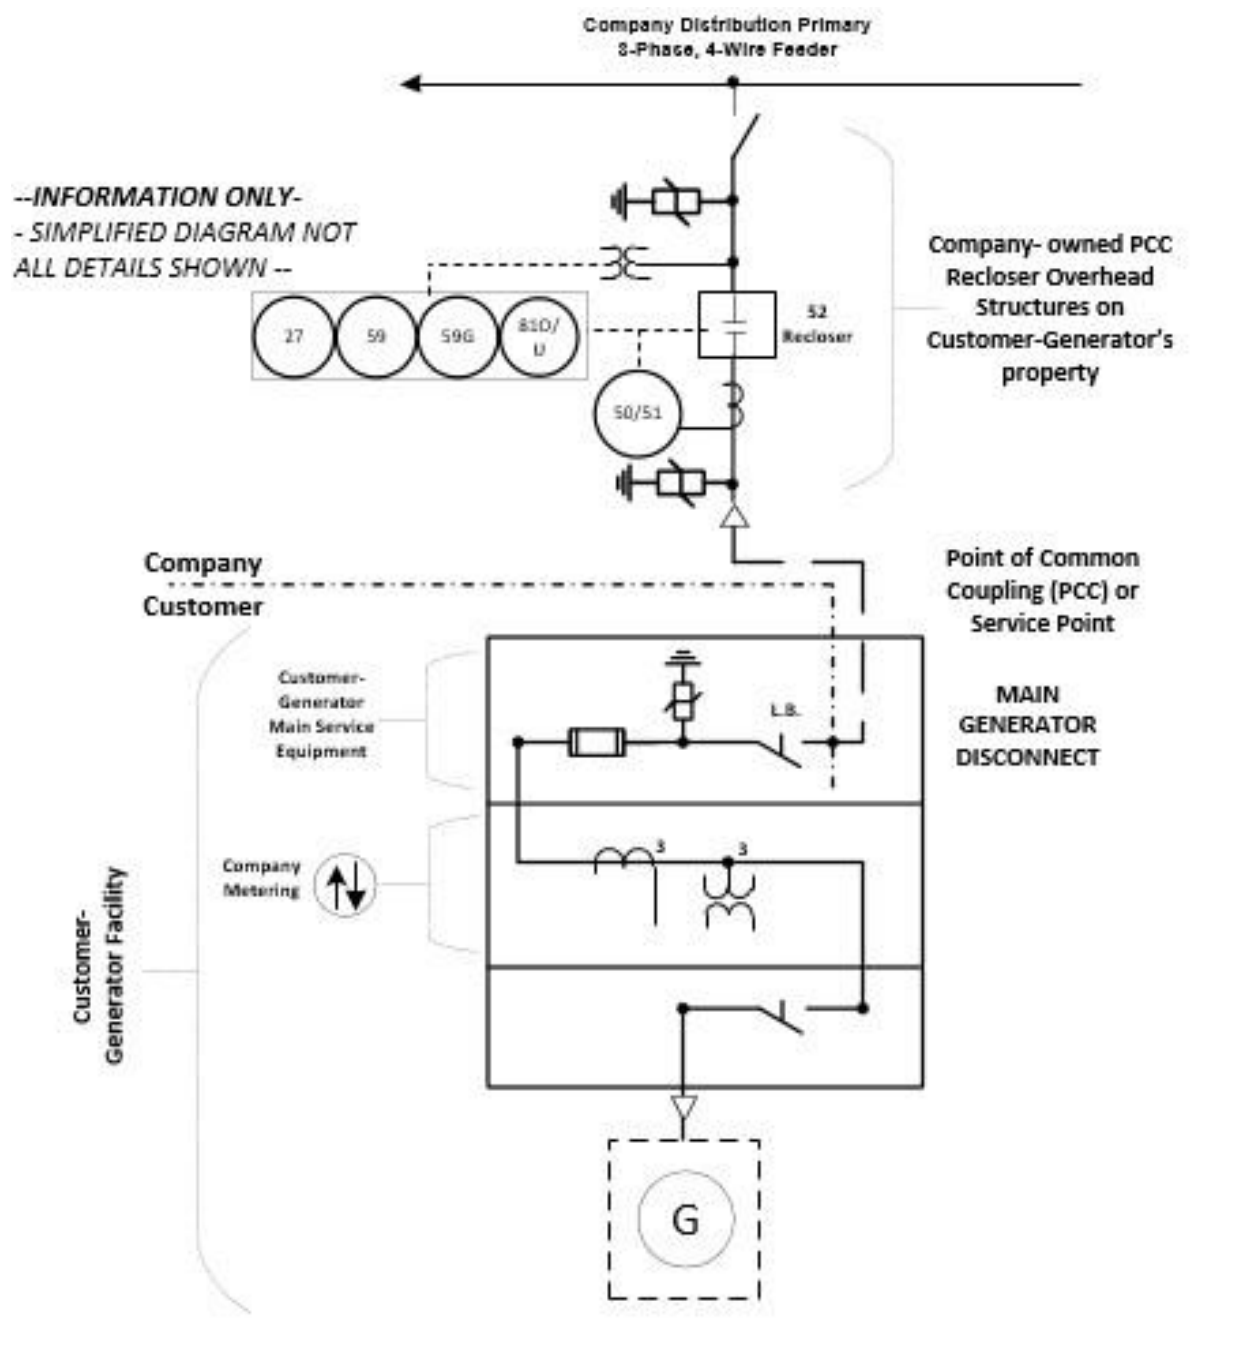 Company Distribution Primary
3-Phase, 4-Wire Feeder
--INFORMATION ONLY-
- SIMPLIFIED DIAGRAM NOT
ALL DETAILS SHOWN --
27
59
59G
81O/
U
52
Recloser
50/51
Company- owned PCC
Recloser Overhead
Structures on
Customer-Generator's
property
Company
Customer
Point of Common
Coupling (PCC) or
Service Point
Customer-
Generator
Main Service
Equipment
L.B.
MAIN
GENERATOR
DISCONNECT
Company
Metering
3
3
Customer-
Generator Facility
G